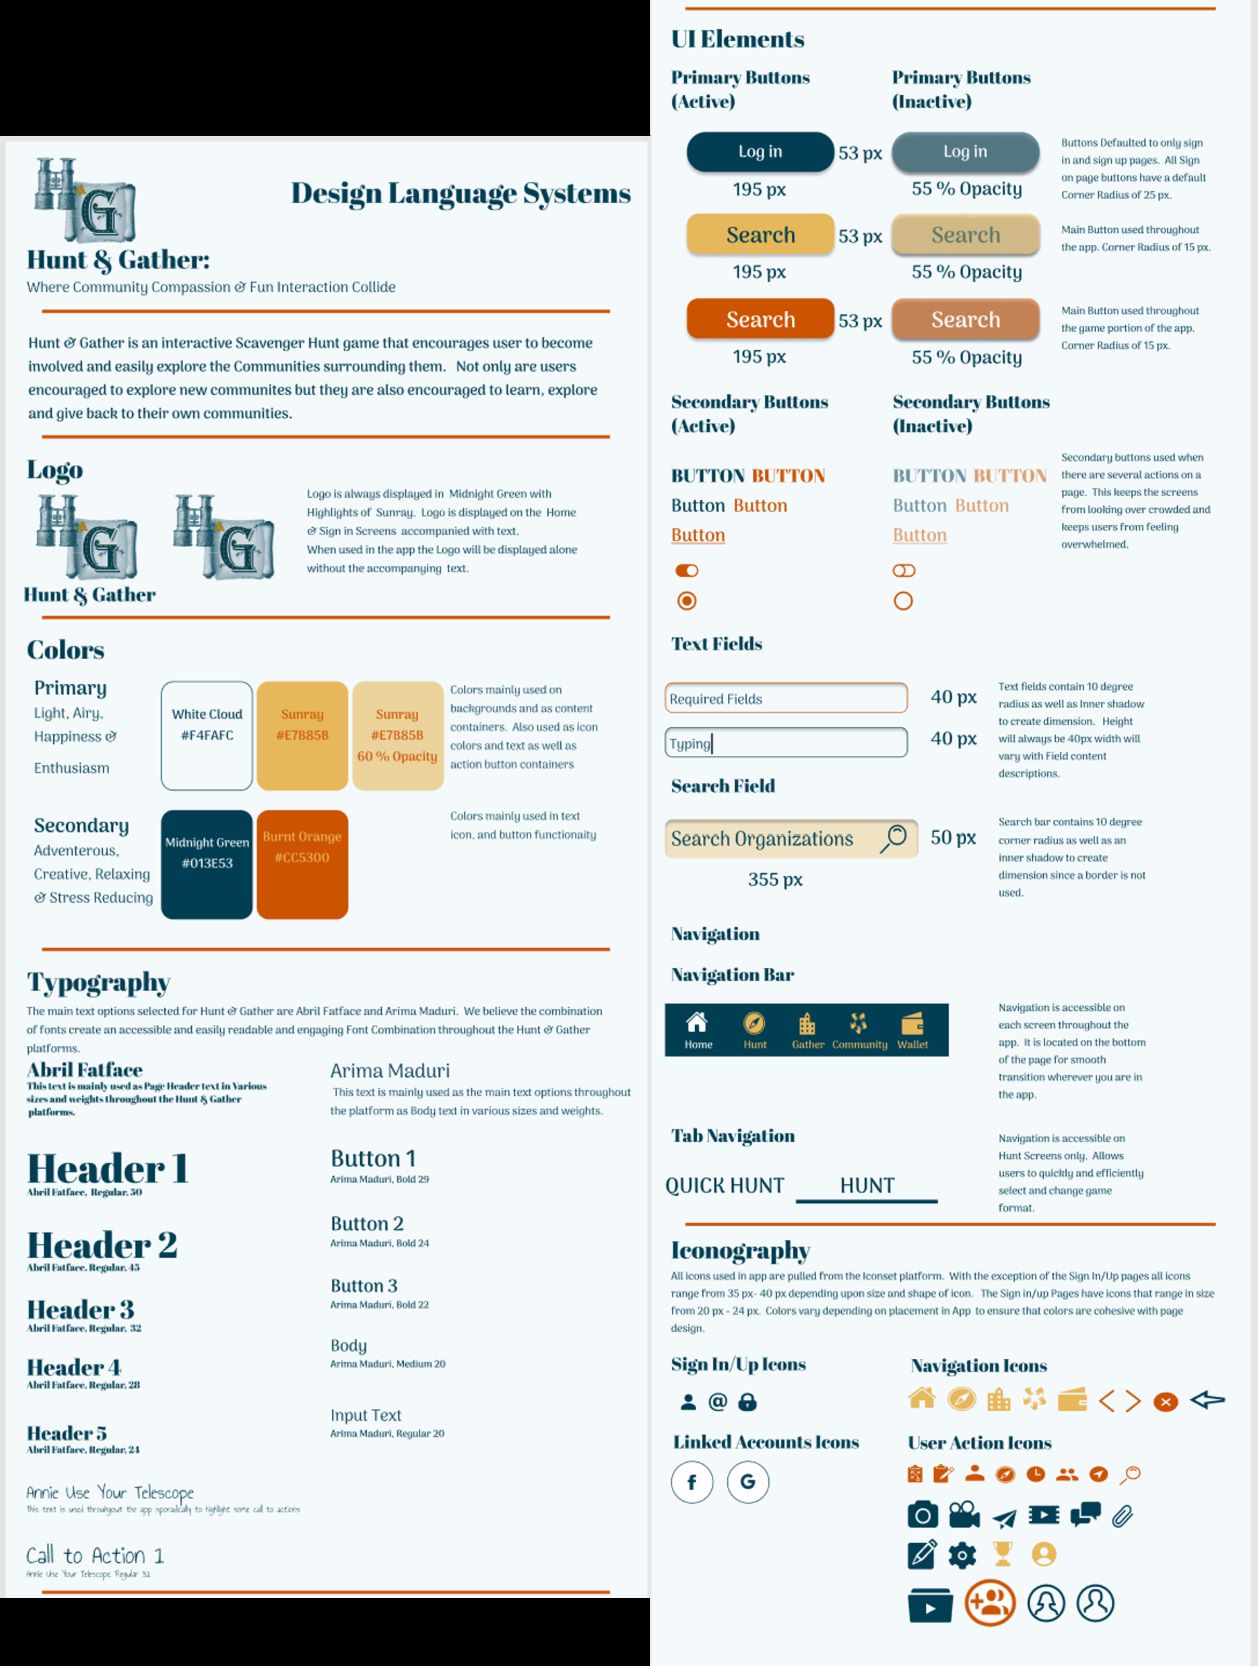 Design Language Systems
Hunt & Gather:
Where Community Compassion & Fun Interaction Collide
Hunt & Gather is an interactive Scavenger Hunt game that encourages user to become
involved and easily explore the Communities surrounding them. Not only are users
encouraged to explore new communites but they are also encouraged to learn, explore
and give back to their own communities.
Logo
Logo is always displayed in Midnight Green with
Highlights of Sunray. Logo is displayed on the Home
& Sign in Screens accompanied with text.
When used in the app the Logo will be displayed alone
without the accompanying text.
Hunt & Gather
Colors
Primary
Light, Airy,
Happiness &
Enthusiasm
White Cloud
#F4FAFC
Sunray
#E7B85B
Sunray
#E7B85B
60 % Opacity
Colors mainly used on
backgrounds and as content
containers. Also used as icon
colors and text as well as
action button containers
Secondary
Adventerous,
Creative, Relaxing
& Stress Reducing
Midnight Green
#013E53
Burnt Orange
#CC5300
Colors mainly used in text
icon, and button functionaity
Typography
The main text options selected for Hunt & Gather are Abril Fatface and Arima Maduri. We believe the combination
of fonts create an accessible and easily readable and engaging Font Combination throughout the Hunt & Gather
platforms.
Abril Fatface
This text is mainly used as Page Header text in Various
sizes and weights throughout the Hunt & Gather
platforms.
Arima Maduri
This text is mainly used as the main text options throughout
the platform as Body text in various sizes and weights.
Header 1
Abril Fatface, Regular, 50
Header 2
Abril Fatface, Regular, 45
Header 3
Abril Fatface, Regular, 32
Header 4
Abril Fatface, Regular, 28
Header 5
Abril Fatface, Regular, 24
Button 1
Arima Maduri, Bold 29
Button 2
Arima Maduri, Bold 24
Button 3
Arima Maduri, Bold 22
Body
Arima Maduri, Medium 20
Input Text
Arima Maduri, Regular 20
Annie Use Your Telescope
This text is used throuhgout the app sporadically to highlight some call to actions
Call to Action 1
Annie Use Your Telescope, Regular 32
UI Elements
Primary Buttons
(Active)
Primary Buttons
(Inactive)
Log in
53 px
195 px
Log in
55 % Opacity
Buttons Defaulted to only sign
in and sign up pages. All Sign
on page buttons have a default
Corner Radius of 25 px.
Search
53 px
195 px
Search
55 % Opacity
Main Button used throughout
the app. Corner Radius of 15 px.
Search
53 px
195 px
Search
55 % Opacity
Main Button used throughout
the game portion of the app.
Corner Radius of 15 px.
Secondary Buttons
(Active)
Secondary Buttons
(Inactive)
BUTTON BUTTON
Button Button
Button
BUTTON BUTTON
Button Button
Button
Secondary buttons used when
there are several actions on a
page. This keeps the screens
from looking over crowded and
keeps users from feeling
overwhelmed.
Text Fields
Required Fields
40 px
Typing
40 px
Text fields contain 10 degree
radius as well as Inner shadow
to create dimension. Height
will always be 40px width will
vary with Field content
descriptions.
Search Field
Search Organizations
50 px
355 px
Search bar contains 10 degree
corner radius as well as an
inner shadow to create
dimension since a border is not
used.
Navigation
Navigation Bar
Home
Hunt
Gather
Community
Wallet
Navigation is accessible on
each screen throughout the
app. It is located on the bottom
of the page for smooth
transition wherever you are in
the app.
Tab Navigation
QUICK HUNT
HUNT
Navigation is accessible on
Hunt Screens only. Allows
users to quickly and efficiently
select and change game
format.
Iconography
All icons used in app are pulled from the Iconset platform. With the exception of the Sign In/Up pages all icons
range from 35 px- 40 px depending upon size and shape of icon. The Sign in/up Pages have icons that range in size
from 20 px - 24 px. Colors vary depending on placement in App to ensure that colors are cohesive with page
design.
Sign In/Up Icons
@
Linked Accounts Icons
f
G
Navigation Icons
User Action Icons